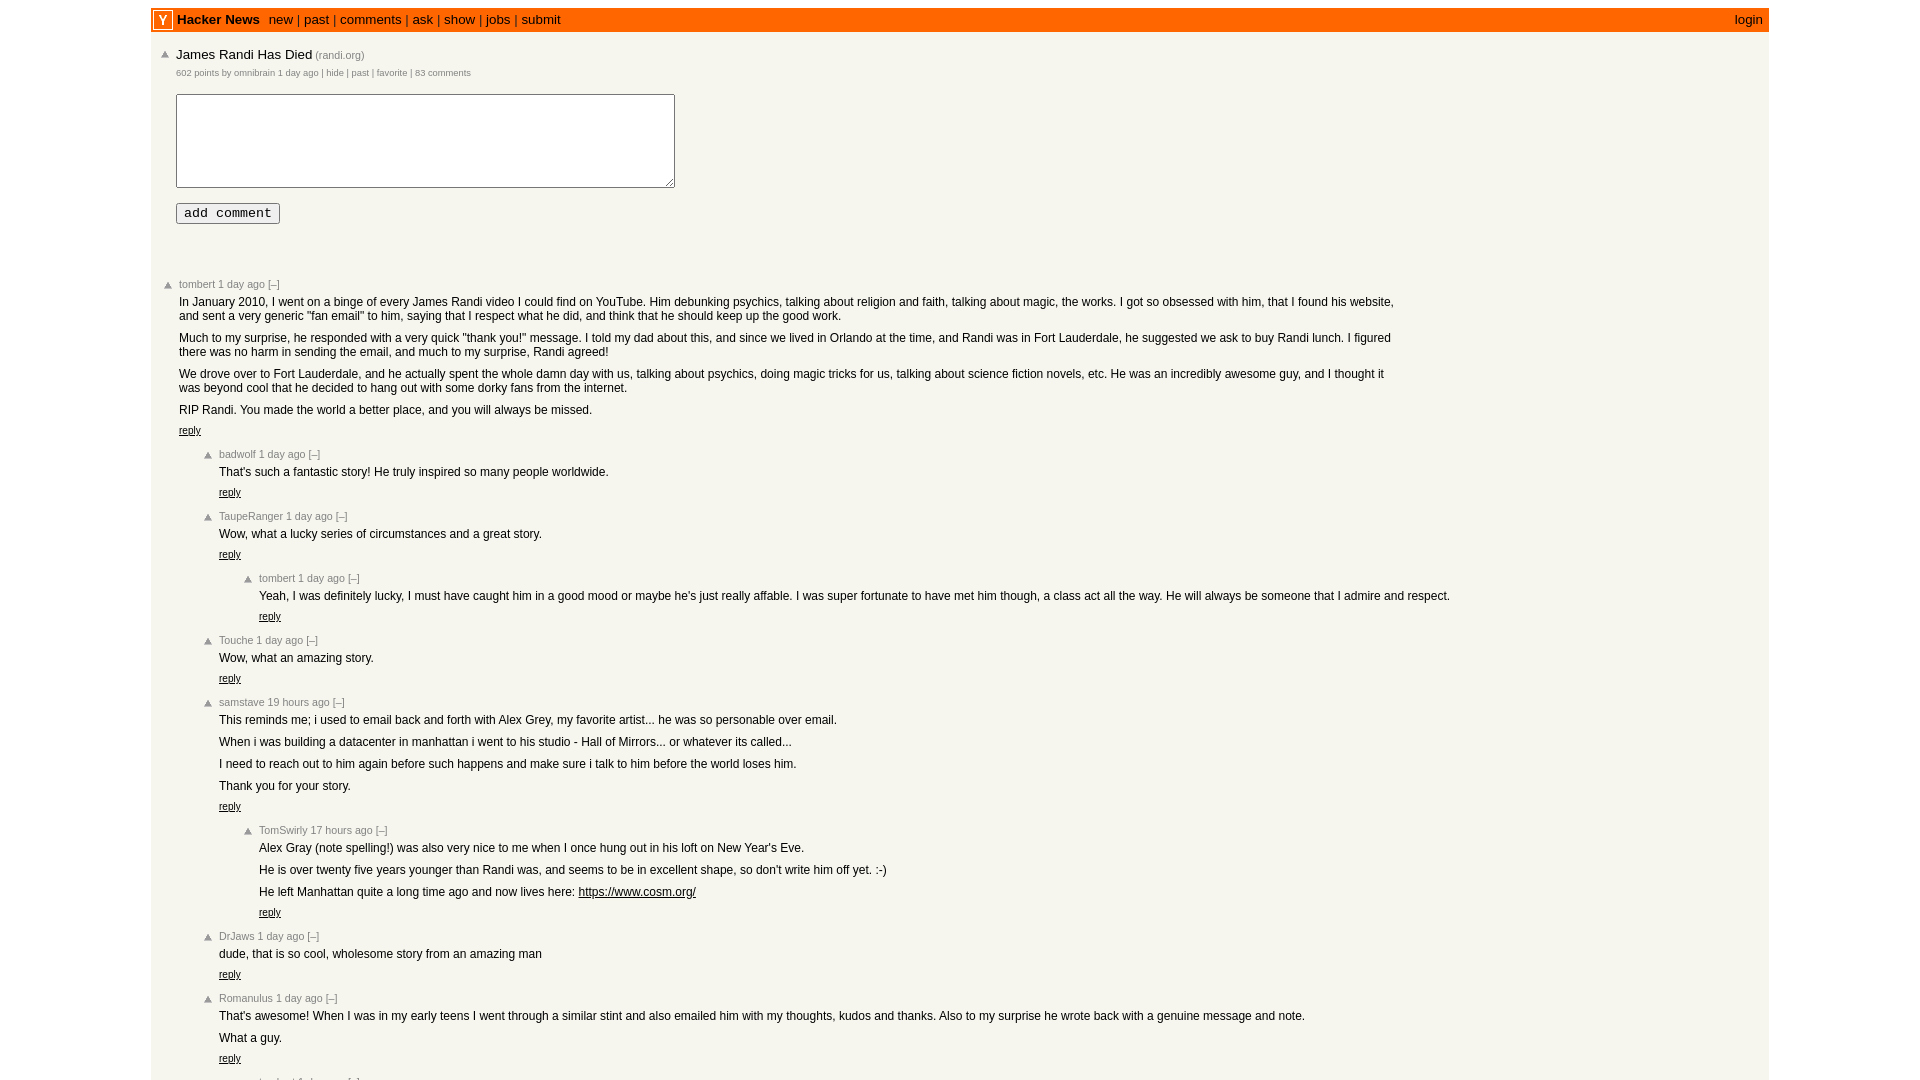 Y Hacker News new | past | comments | ask | show | jobs | submit login
James Randi Has Died (randi.org)
602 points by omnibrain 1 day ago | hide | past | favorite | 83 comments
add comment
tombert 1 day ago [–]
In January 2010, I went on a binge of every James Randi video I could find on YouTube. Him debunking psychics, talking about religion and faith, talking about magic, the works. I got so obsessed with him, that I found his website,
and sent a very generic "fan email" to him, saying that I respect what he did, and think that he should keep up the good work.
Much to my surprise, he responded with a very quick "thank you!" message. I told my dad about this, and since we lived in Orlando at the time, and Randi was in Fort Lauderdale, he suggested we ask to buy Randi lunch. I figured
there was no harm in sending the email, and much to my surprise, Randi agreed!
We drove over to Fort Lauderdale, and he actually spent the whole damn day with us, talking about psychics, doing magic tricks for us, talking about science fiction novels, etc. He was an incredibly awesome guy, and I thought it
was beyond cool that he decided to hang out with some dorky fans from the internet.
RIP Randi. You made the world a better place, and you will always be missed.
reply
badwolf 1 day ago [–]
That's such a fantastic story! He truly inspired so many people worldwide.
reply
TaupeRanger 1 day ago [–]
Wow, what a lucky series of circumstances and a great story.
reply
tombert 1 day ago [–]
Yeah, I was definitely lucky, I must have caught him in a good mood or maybe he's just really affable. I was super fortunate to have met him though, a class act all the way. He will always be someone that I admire and respect.
reply
Touche 1 day ago [–]
Wow, what an amazing story.
reply
samstave 19 hours ago [–]
This reminds me; i used to email back and forth with Alex Grey, my favorite artist... he was so personable over email.
When i was building a datacenter in manhattan i went to his studio - Hall of Mirrors... or whatever its called...
I need to reach out to him again before such happens and make sure i talk to him before the world loses him.
Thank you for your story.
reply
TomSwirly 17 hours ago [–]
Alex Gray (note spelling!) was also very nice to me when I once hung out in his loft on New Year's Eve.
He is over twenty five years younger than Randi was, and seems to be in excellent shape, so don't write him off yet. :-)
He left Manhattan quite a long time ago and now lives here: https://www.cosm.org/
reply
DrJaws 1 day ago [–]
dude, that is so cool, wholesome story from an amazing man
reply
Romanulus 1 day ago [–]
That's awesome! When I was in my early teens I went through a similar stint and also emailed him with my thoughts, kudos and thanks. Also to my surprise he wrote back with a genuine message and note.
What a guy.
reply